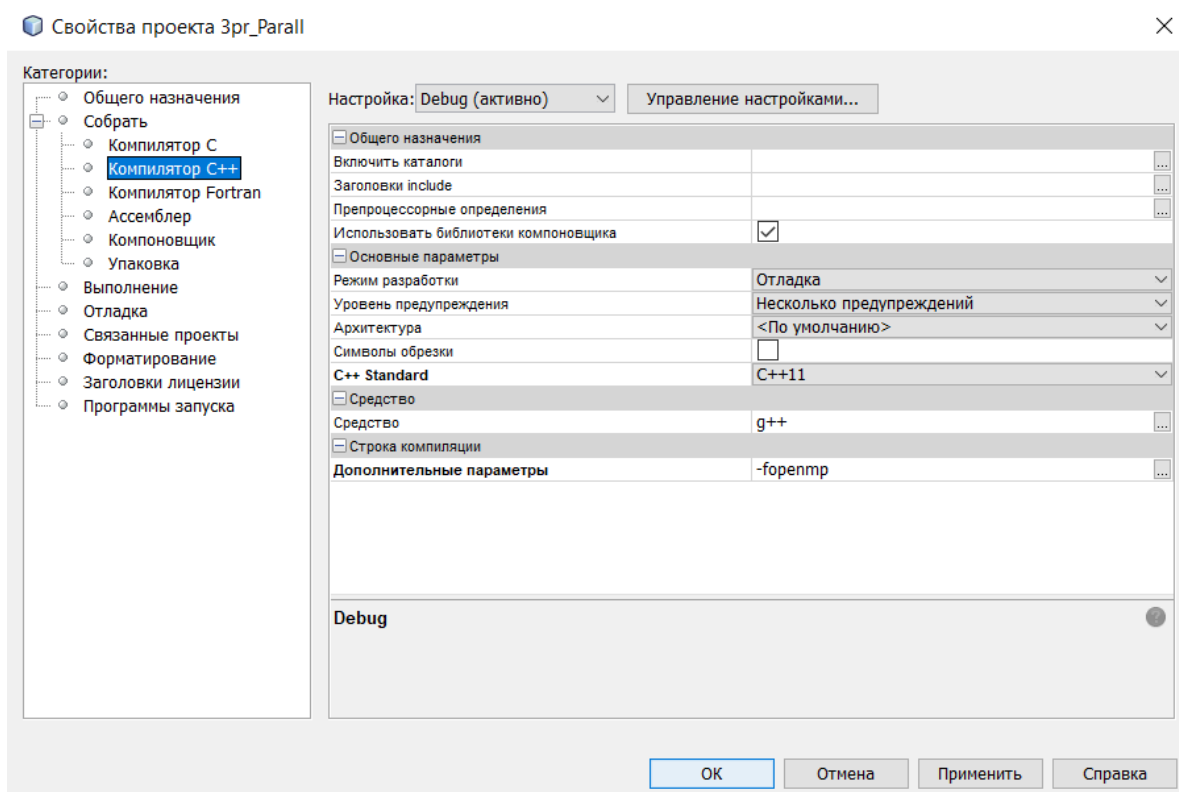 Свойства проекта 3pr_Parall
Категории:
Общего назначения
Собрать
Компилятор C
Компилятор C++
Компилятор Fortran
Ассемблер
Компоновщик
Упаковка
Выполнение
Отладка
Связанные проекты
Форматирование
Заголовки лицензии
Программы запуска
Настройка: Debug (активно) Управление настройками...
Общего назначения
Включить каталоги ...
Заголовки include ...
Препроцессорные определения ...
Использовать библиотеки компоновщика
Основные параметры
Режим разработки Отладка
Уровень предупреждения Несколько предупреждений
Архитектура <По умолчанию>
Символы обрезки
C++ Standard C++11
Средство
Средство g++ ...
Строка компиляции
Дополнительные параметры -fopenmp ...
Debug ?
ОК Отмена Применить Справка